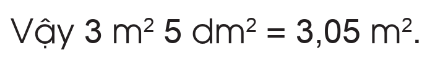 Vậy 3 m² 5 dm² = 3,05 m².